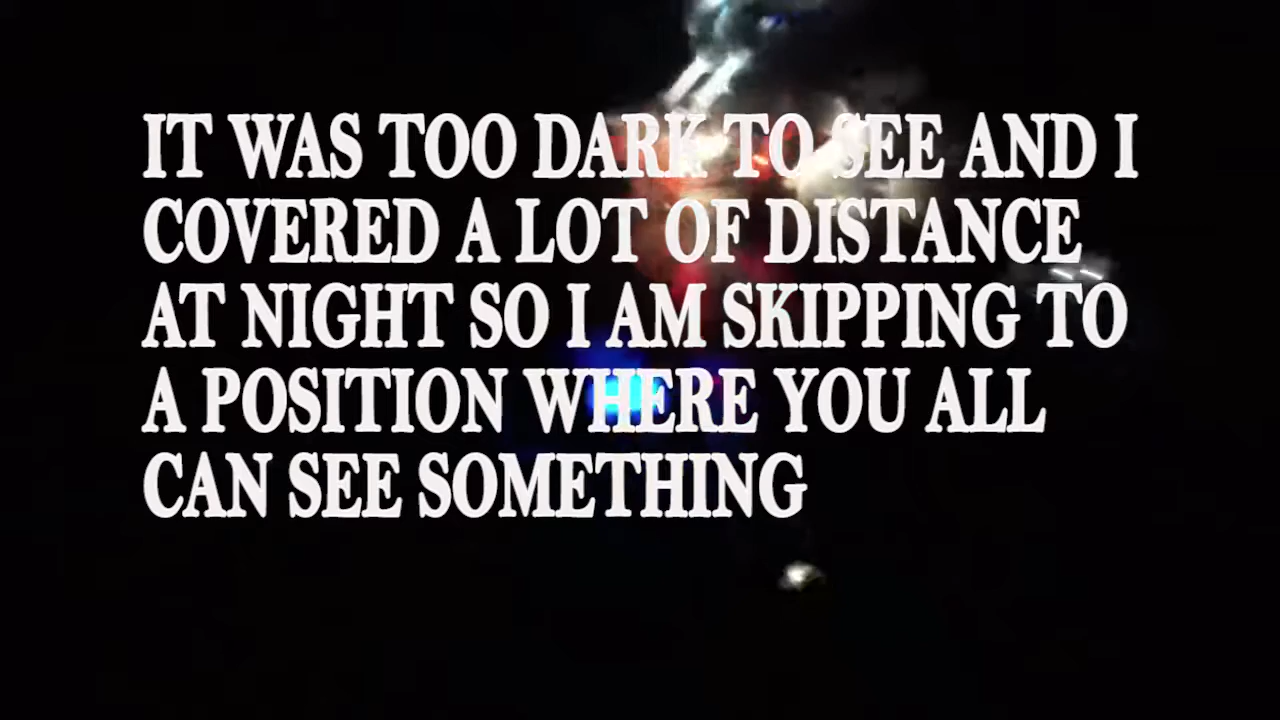 IT WAS TOO DARK TO SEE AND I
COVERED A LOT OF DISTANCE
AT NIGHT SO I AM SKIPPING TO
A POSITION WHERE YOU ALL
CAN SEE SOMETHING